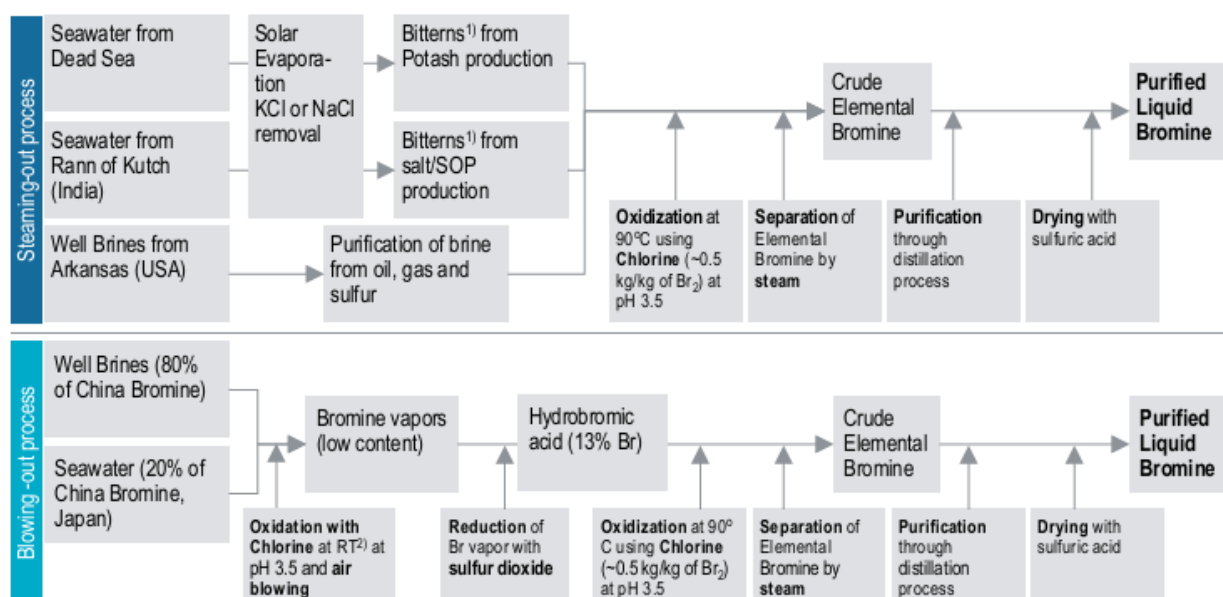 Steaming-out process
Seawater from
Dead Sea
Solar
Evapora-
tion
KCl or NaCl
removal
Bitterns¹⁾ from
Potash production
Seawater from
Rann of Kutch
(India)
Bitterns¹⁾ from
salt/SOP
production
Well Brines from
Arkansas (USA)
Purification of brine
from oil, gas and
sulfur
Crude
Elemental
Bromine
Purified
Liquid
Bromine
Oxidization at
90ºC using
Chlorine (~0.5
kg/kg of Br₂) at
pH 3.5
Separation of
Elemental
Bromine by
steam
Purification
through
distillation
process
Drying with
sulfuric acid
Blowing -out process
Well Brines (80%
of China Bromine)
Seawater (20% of
China Bromine,
Japan)
Bromine vapors
(low content)
Hydrobromic
acid (13% Br)
Crude
Elemental
Bromine
Purified
Liquid
Bromine
Oxidation with
Chlorine at RT²⁾ at
pH 3.5 and air
blowing
Reduction of
Br vapor with
sulfur dioxide
Oxidization at 90º
C using Chlorine
(~0.5 kg/kg of Br₂)
at pH 3.5
Separation of
Elemental
Bromine by
steam
Purification
through
distillation
process
Drying with
sulfuric acid